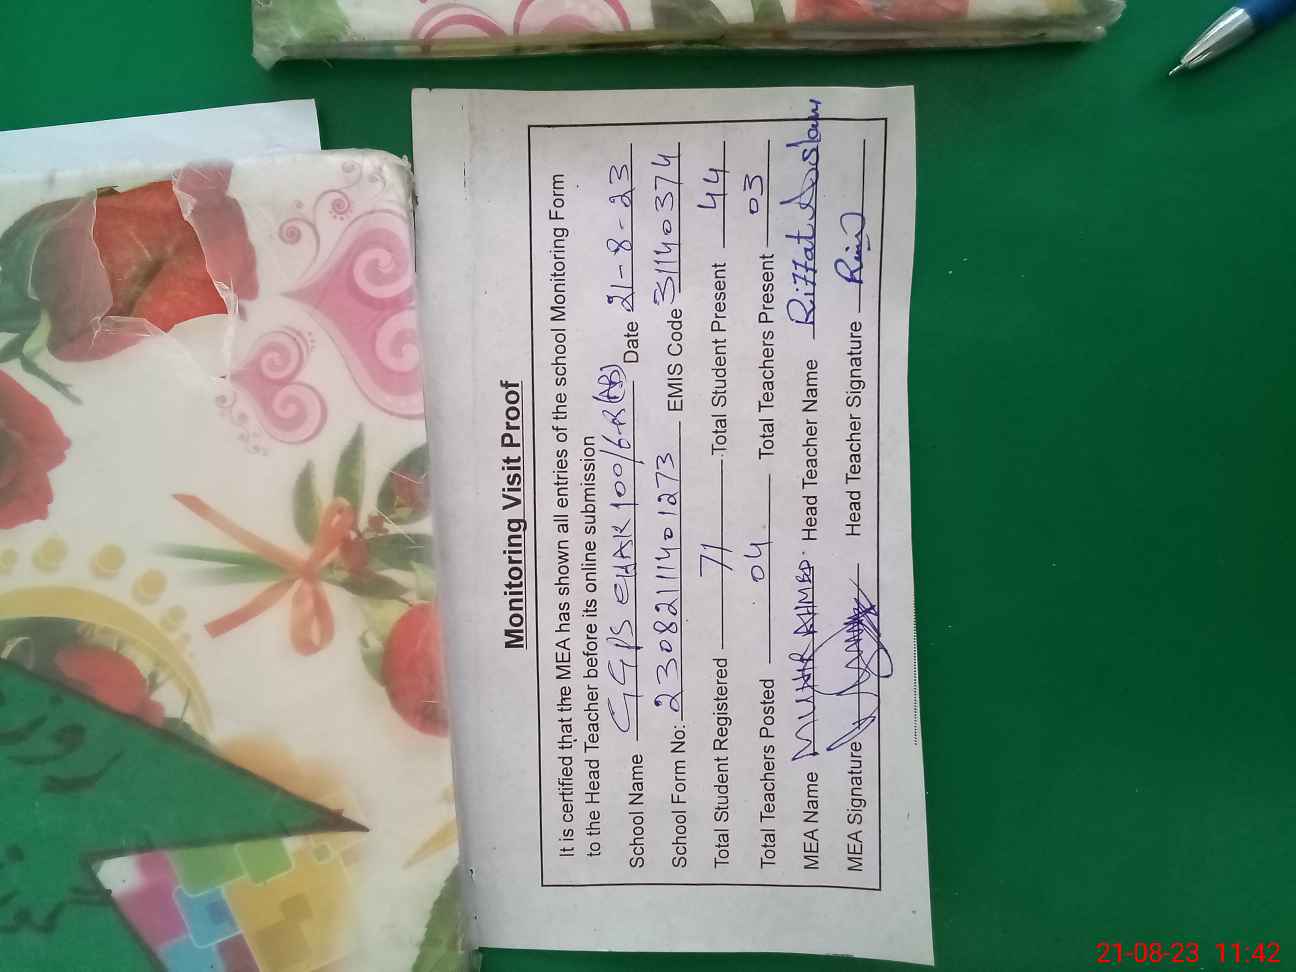 Monitoring Visit Proof
It is certified that the MEA has shown all entries of the school Monitoring Form
to the Head Teacher before its online submission
School Name GGPS CHAK 100/6-R(AB) Date 21-8-23
School Form No: 23082111401273 EMIS Code 31140374
Total Student Registered 71 Total Student Present 44
Total Teachers Posted 04 Total Teachers Present 03
MEA Name AHMED Head Teacher Name Riffat Aslam
MEA Signature Head Teacher Signature
21-08-23 11:42